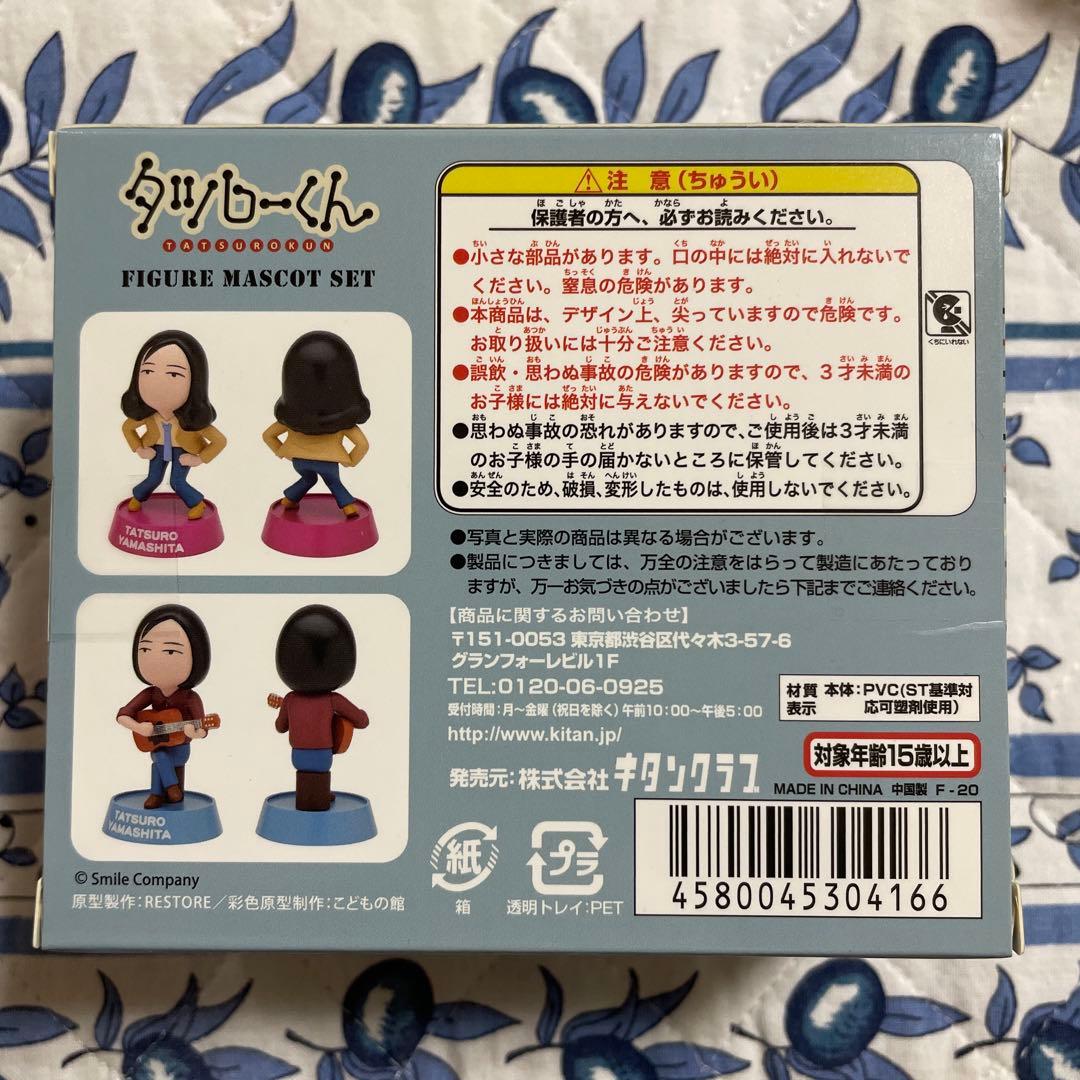 タツローくん
TATSUROKUN
FIGURE MASCOT SET
TATSURO
YAMASHITA
TATSURO
YAMASHITA
© Smile Company
原型製作：RESTORE／彩色原型制作：こどもの館
⚠注 意（ちゅうい）
保護者の方へ、必ずお読みください。
●小さな部品があります。口の中には絶対に入れないで
ください。窒息の危険があります。
●本商品は、デザイン上、尖っていますので危険です。
お取り扱いには十分ご注意ください。
●誤飲・思わぬ事故の危険がありますので、3才未満の
お子様には絶対に与えないでください。
●思わぬ事故の恐れがありますので、ご使用後は3才未満
のお子様の手の届かないところに保管してください。
●安全のため、破損、変形したものは、使用しないでください。
くちにいれない
●写真と実際の商品は異なる場合がございます。
●製品につきましては、万全の注意をはらって製造にあたっており
ますが、万一お気づきの点がございましたら下記までご連絡ください。
【商品に関するお問い合わせ】
〒151-0053 東京都渋谷区代々木3-57-6
グランフォーレビル1F
TEL:0120-06-0925
受付時間：月〜金曜（祝日を除く）午前10：00〜午後5：00
http://www.kitan.jp/
発売元：株式会社 キタンクラブ
材質
表示
本体：PVC（ST基準対
応可塑剤使用）
対象年齢15歳以上
MADE IN CHINA 中国製 F-20
紙
箱
プラ
透明トレイ：PET
4580045304166